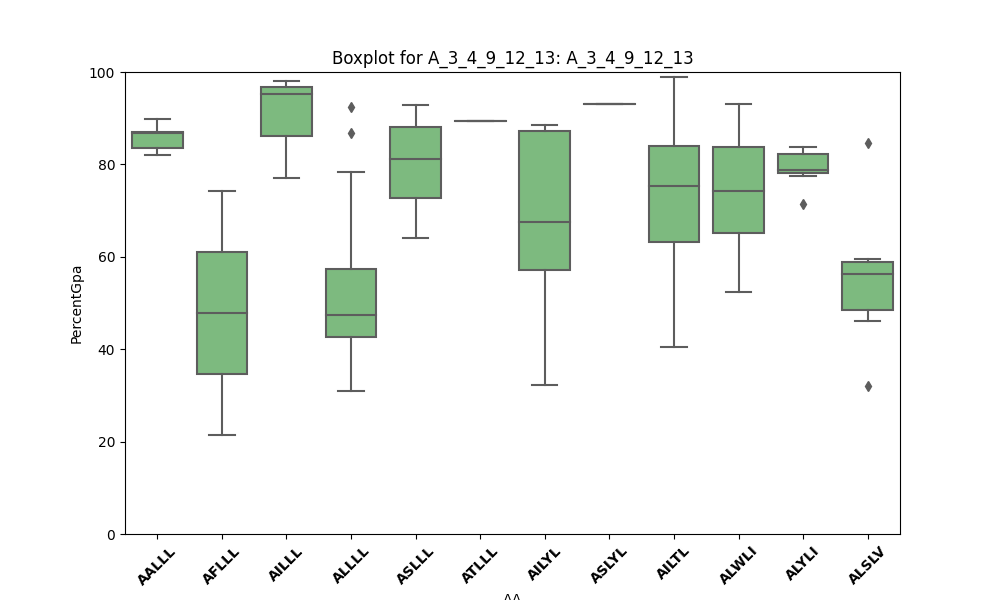 Boxplot for A_3_4_9_12_13: A_3_4_9_12_13
100
80
60
40
20
0
PercentGpa
AALLL
AFLLL
AILLL
ALLLL
ASLLL
ATLLL
AILYL
ASLYL
AILTL
ALWLI
ALYLI
ALSLV
AA